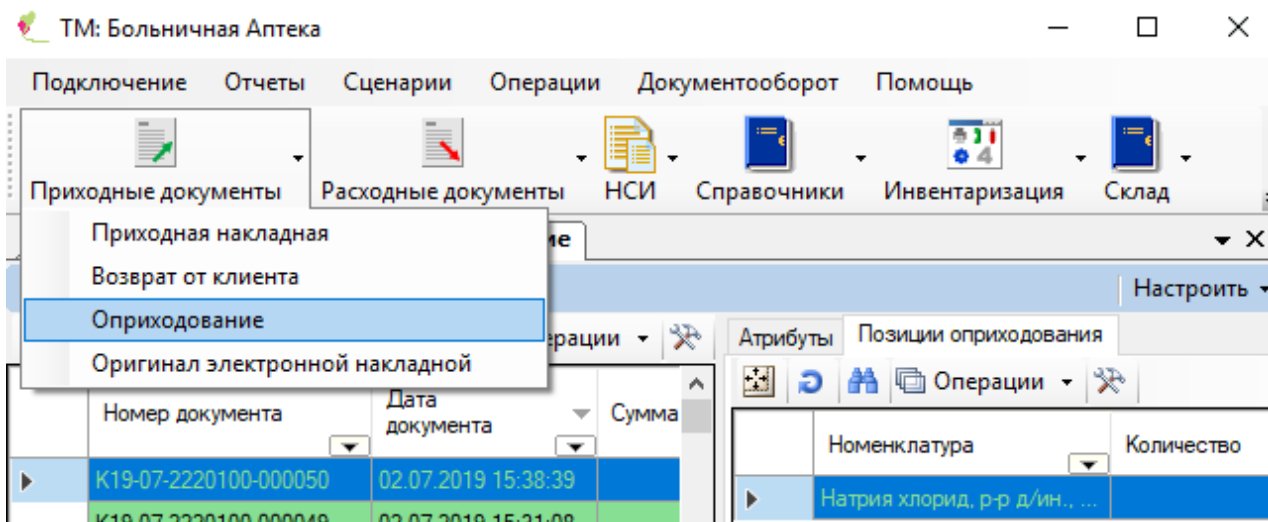 ТМ: Больничная Аптека
Подключение Отчеты Сценарии Операции Документооборот Помощь
Приходные документы Расходные документы НСИ Справочники Инвентаризация Склад
Приходная накладная
Возврат от клиента
Оприходование
Оригинал электронной накладной
Настроить
Атрибуты Позиции оприходования
Операции
Номер документа Дата документа Сумма
Номенклатура Количество
К19-07-2220100-000050 02.07.2019 15:38:39
Натрия хлорид, р-р д/ин., ...